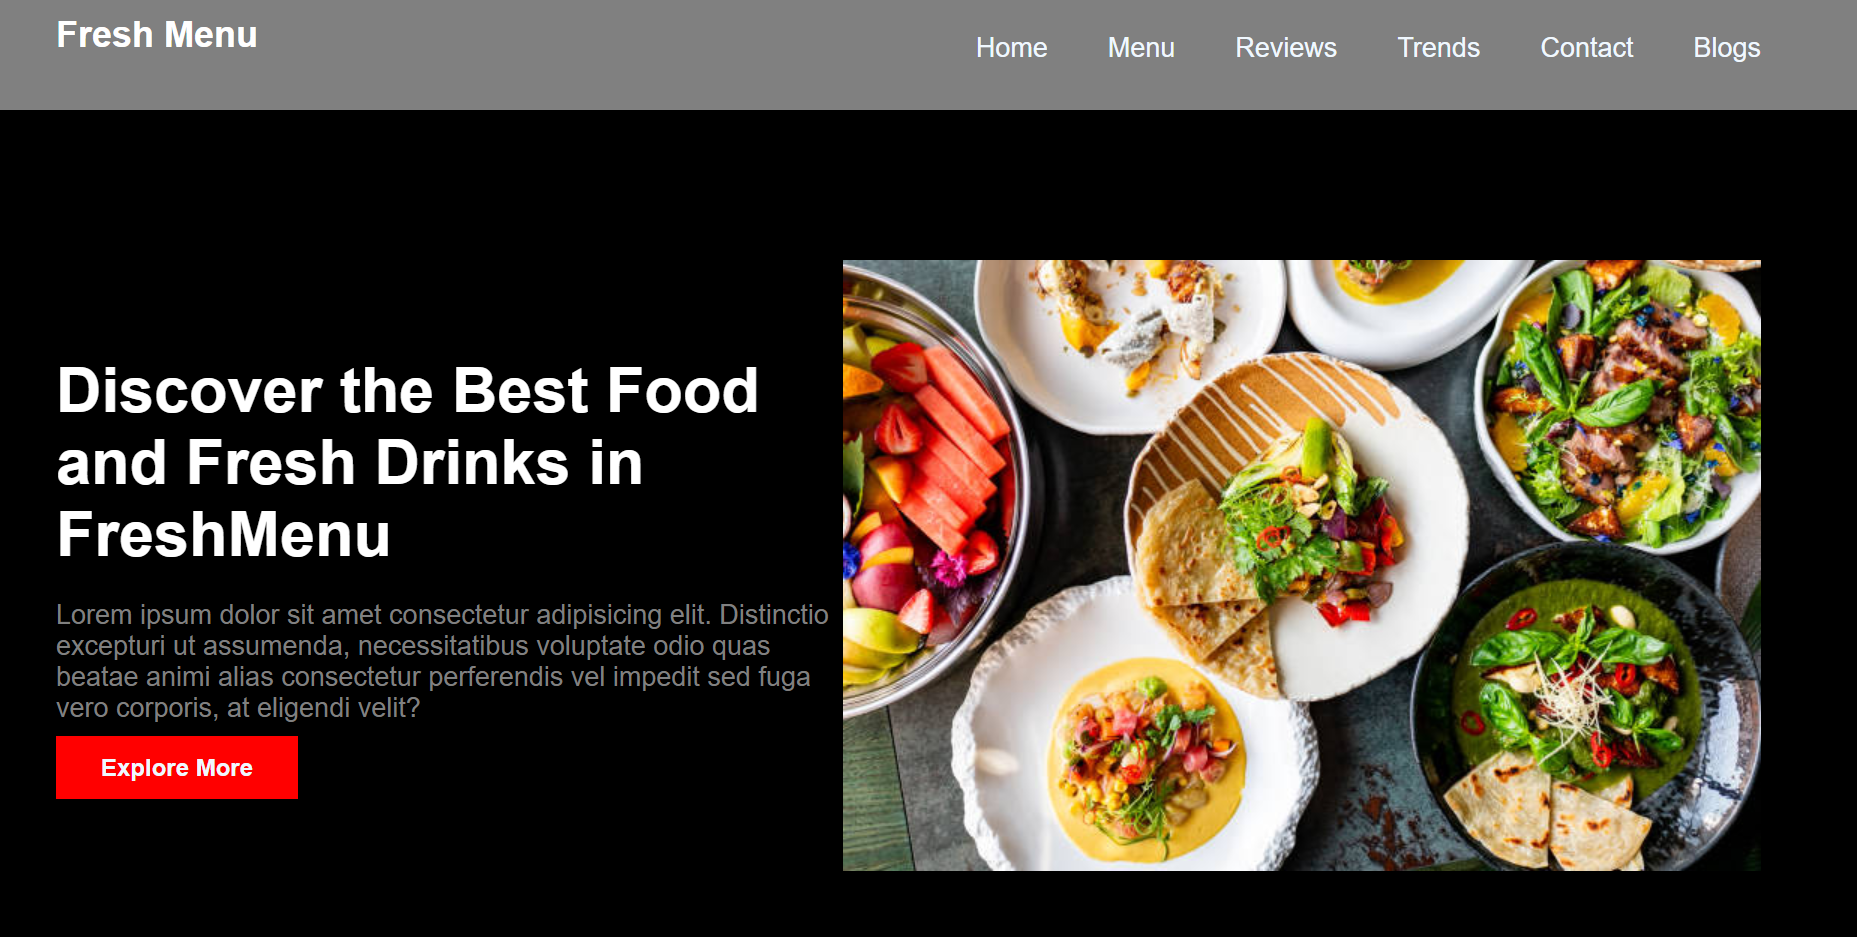 Fresh Menu
Home Menu Reviews Trends Contact Blogs
Discover the Best Food
and Fresh Drinks in
FreshMenu
Lorem ipsum dolor sit amet consectetur adipisicing elit. Distinctio
excepturi ut assumenda, necessitatibus voluptate odio quas
beatae animi alias consectetur perferendis vel impedit sed fuga
vero corporis, at eligendi velit?
Explore More